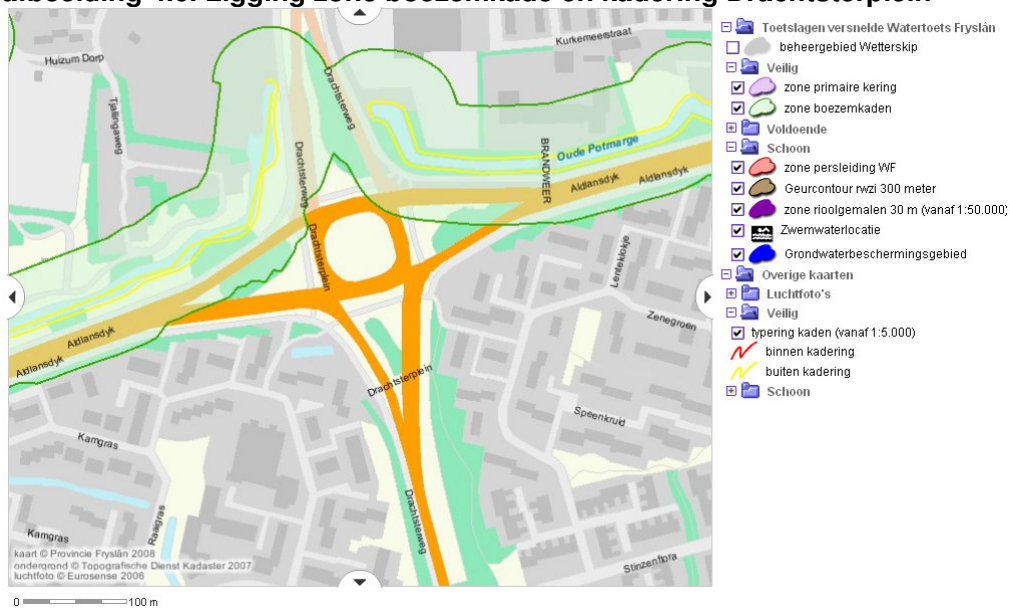 Kurkemeerstraat
Huizum Dorp
Drachtsterweg
Tjallingaweg
Oude Potmarge
BRANDWEER
Drachtsterweg
Aldlansdyk
Aldlansdyk
Drachtsterplein
Lenteklokje
Zenegroen
Aldlansdyk
Aldlansdyk
Drachtsterplein
Speenkruid
Kamgras
Drachtsterweg
Raaigras
Kamgras
Stinzenflora
kaart © Provincie Fryslân 2008
ondergrond © Topografische Dienst Kadaster 2007
luchtfoto © Eurosense 2006
0 100 m
Toetslagen versnelde Watertoets Fryslân
beheergebied Wetterskip
Veilig
zone primaire kering
zone boezemkaden
Voldoende
Schoon
zone persleiding WF
Geurcontour rwzi 300 meter
zone rioolgemalen 30 m (vanaf 1:50.000)
Zwemwaterlocatie
Grondwaterbeschermingsgebied
Overige kaarten
Luchtfoto's
Veilig
typering kaden (vanaf 1:5.000)
binnen kadering
buiten kadering
Schoon